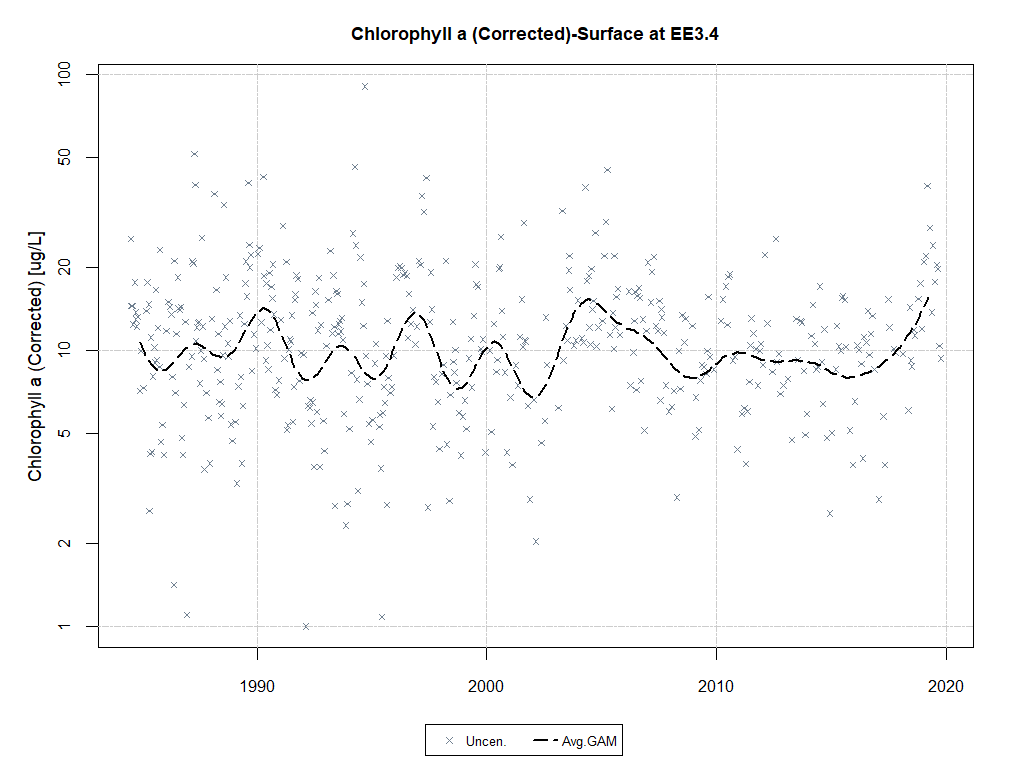 Chlorophyll a (Corrected)-Surface at EE3.4
Chlorophyll a (Corrected) [ug/L]
100
50
20
10
5
2
1
1990 2000 2010 2020
Uncen. Avg.GAM